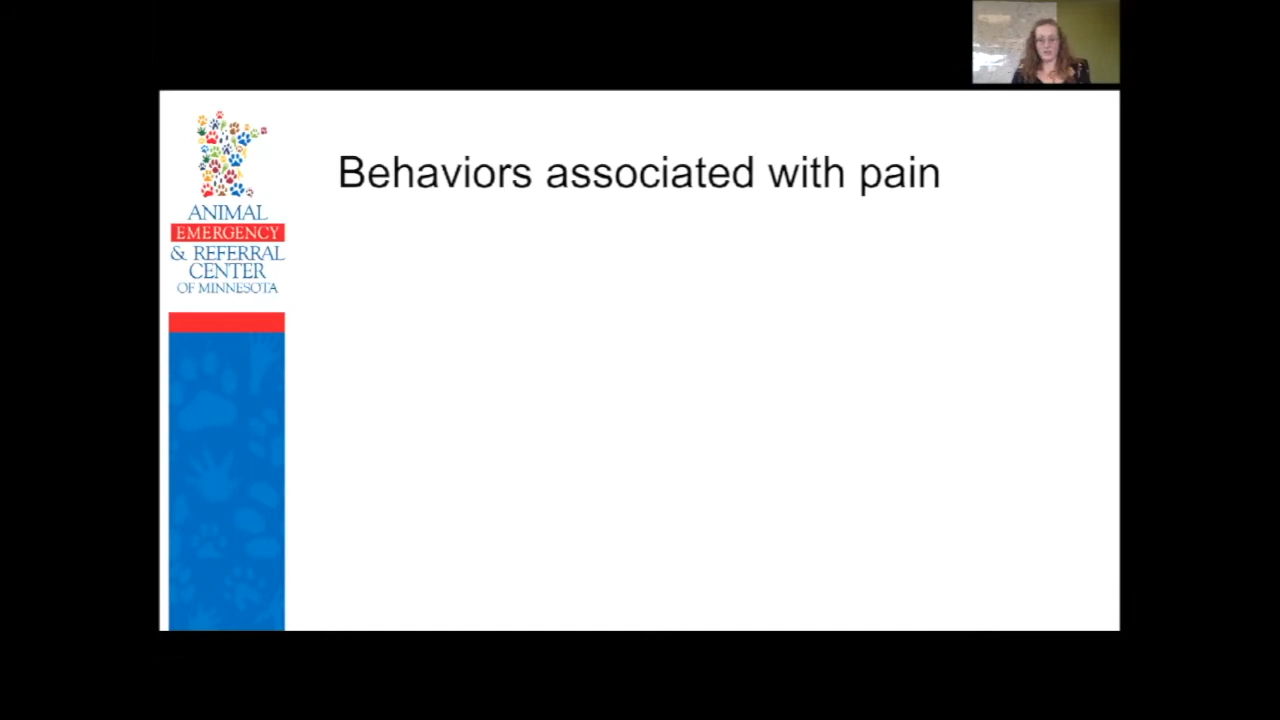 Behaviors associated with pain
ANIMAL
EMERGENCY
& REFERRAL
CENTER
OF MINNESOTA